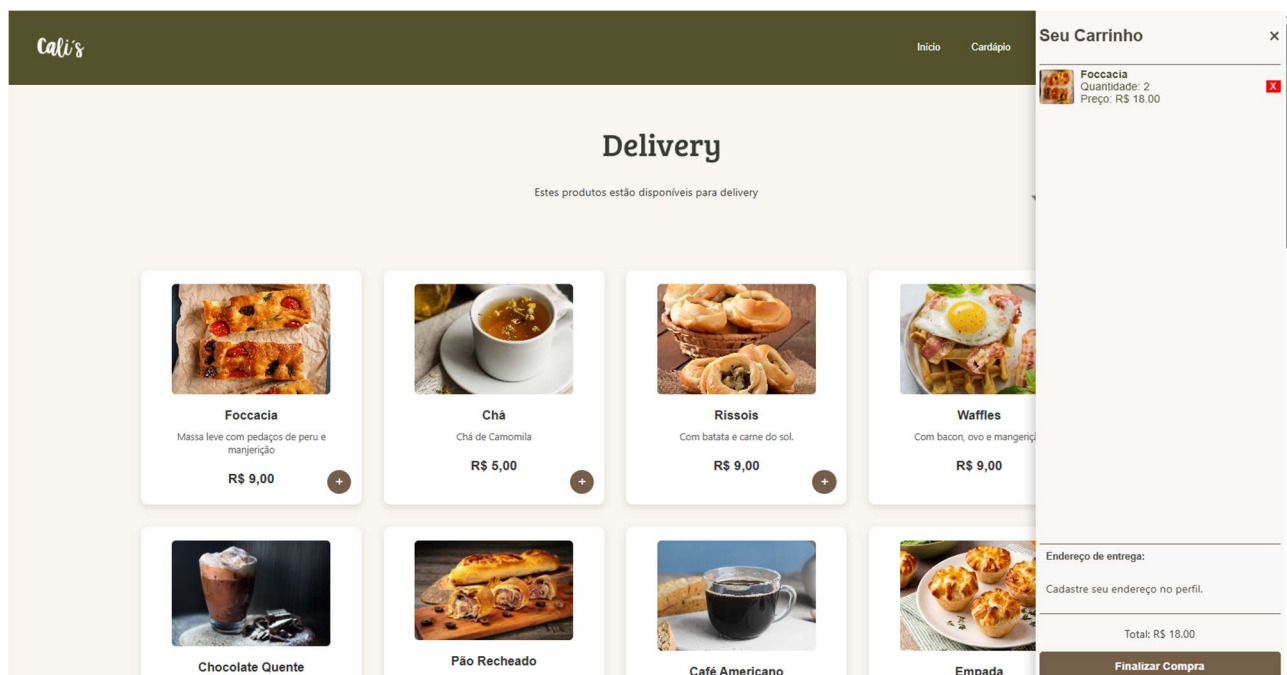 Cali's
Início
Cardápio
Seu Carrinho
×
Foccacia
Quantidade: 2
Preço: R$ 18.00
X
Delivery
Estes produtos estão disponíveis para delivery
Foccacia
Massa leve com pedaços de peru e
manjerição
R$ 9,00
+
Chá
Chá de Camomila
R$ 5,00
+
Rissois
Com batata e carne do sol.
R$ 9,00
+
Waffles
Com bacon, ovo e
R$ 9,00
Chocolate Quente
Pão Recheado
Café Americano
Empada
Endereço de entrega:
Cadastre seu endereço no perfil.
Total: R$ 18.00
Finalizar Compra